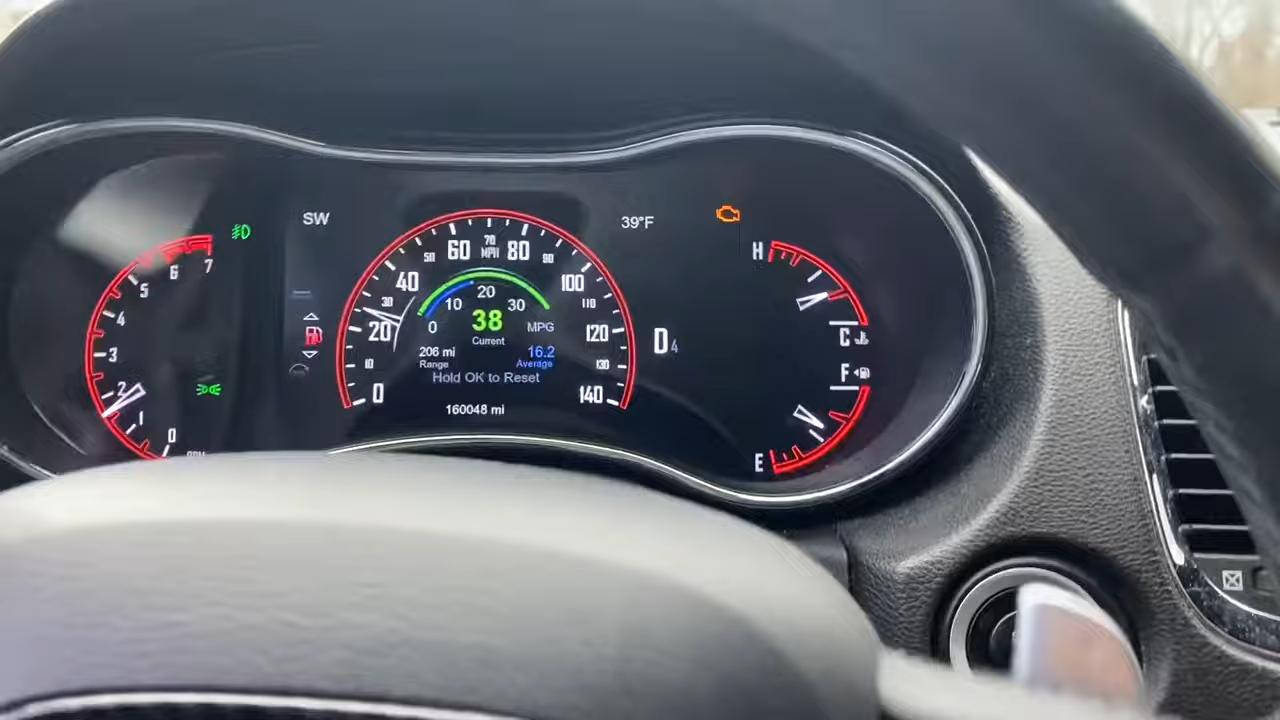 SW
39°F
7
6
5
4
3
2
1
0
0
10
20
30
40
50
60
70
MPH
80
90
100
110
120
130
140
0
10
20
30
38
MPG
Current
206 mi
Range
16.2
Average
Hold OK to Reset
160048 mi
D4
H
C
F
E